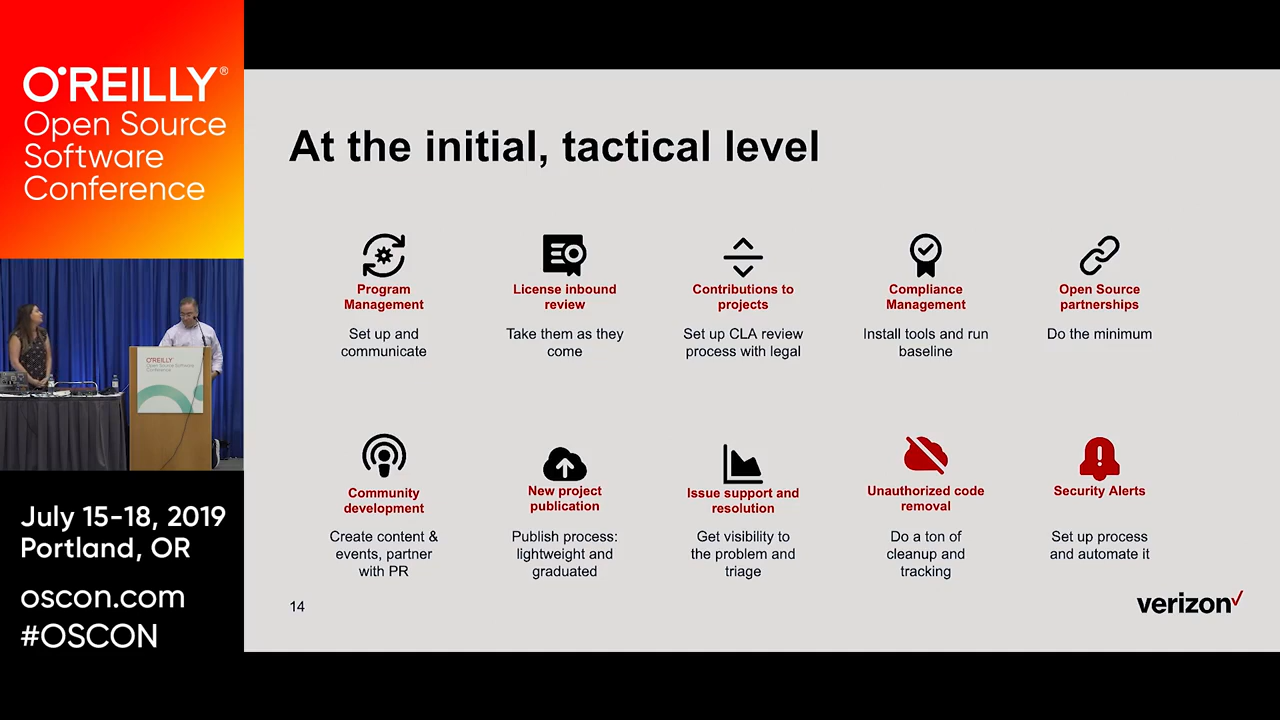 O'REILLY®
Open Source
Software
Conference
July 15-18, 2019
Portland, OR
oscon.com
#OSCON
At the initial, tactical level
Program
Management
Set up and
communicate
License inbound
review
Take them as they
come
Contributions to
projects
Set up CLA review
process with legal
Compliance
Management
Install tools and run
baseline
Open Source
partnerships
Do the minimum
Community
development
Create content &
events, partner
with PR
New project
publication
Publish process:
lightweight and
graduated
Issue support and
resolution
Get visibility to
the problem and
triage
Unauthorized code
removal
Do a ton of
cleanup and
tracking
Security Alerts
Set up process
and automate it
14
verizon✓
O'REILLY
Open Source Software
Conference